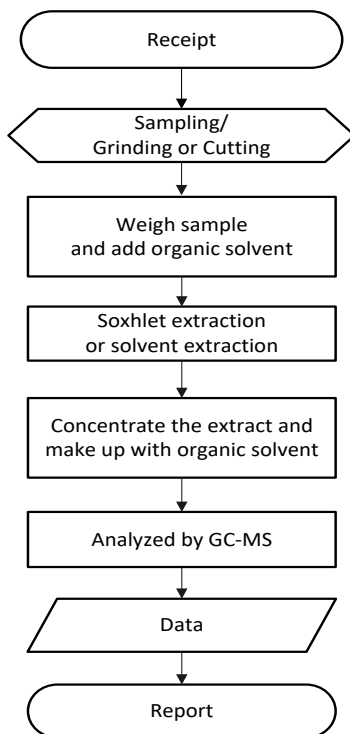 Receipt
Sampling/
Grinding or Cutting
Weigh sample
and add organic solvent
Soxhlet extraction
or solvent extraction
Concentrate the extract and
make up with organic solvent
Analyzed by GC-MS
Data
Report